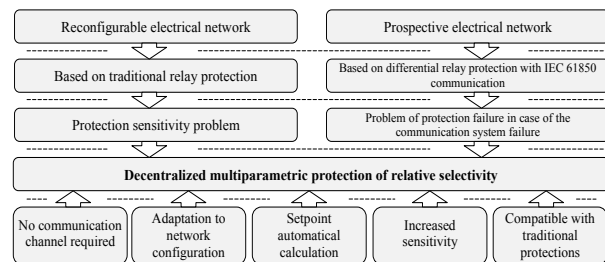 Reconfigurable electrical network
Prospective electrical network
Based on traditional relay protection
Based on differential relay protection with IEC 61850
communication
Protection sensitivity problem
Problem of protection failure in case of the
communication system failure
Decentralized multiparametric protection of relative selectivity
No communication
channel required
Adaptation to
network
configuration
Setpoint
automatical
calculation
Increased
sensitivity
Compatible with
traditional
protections